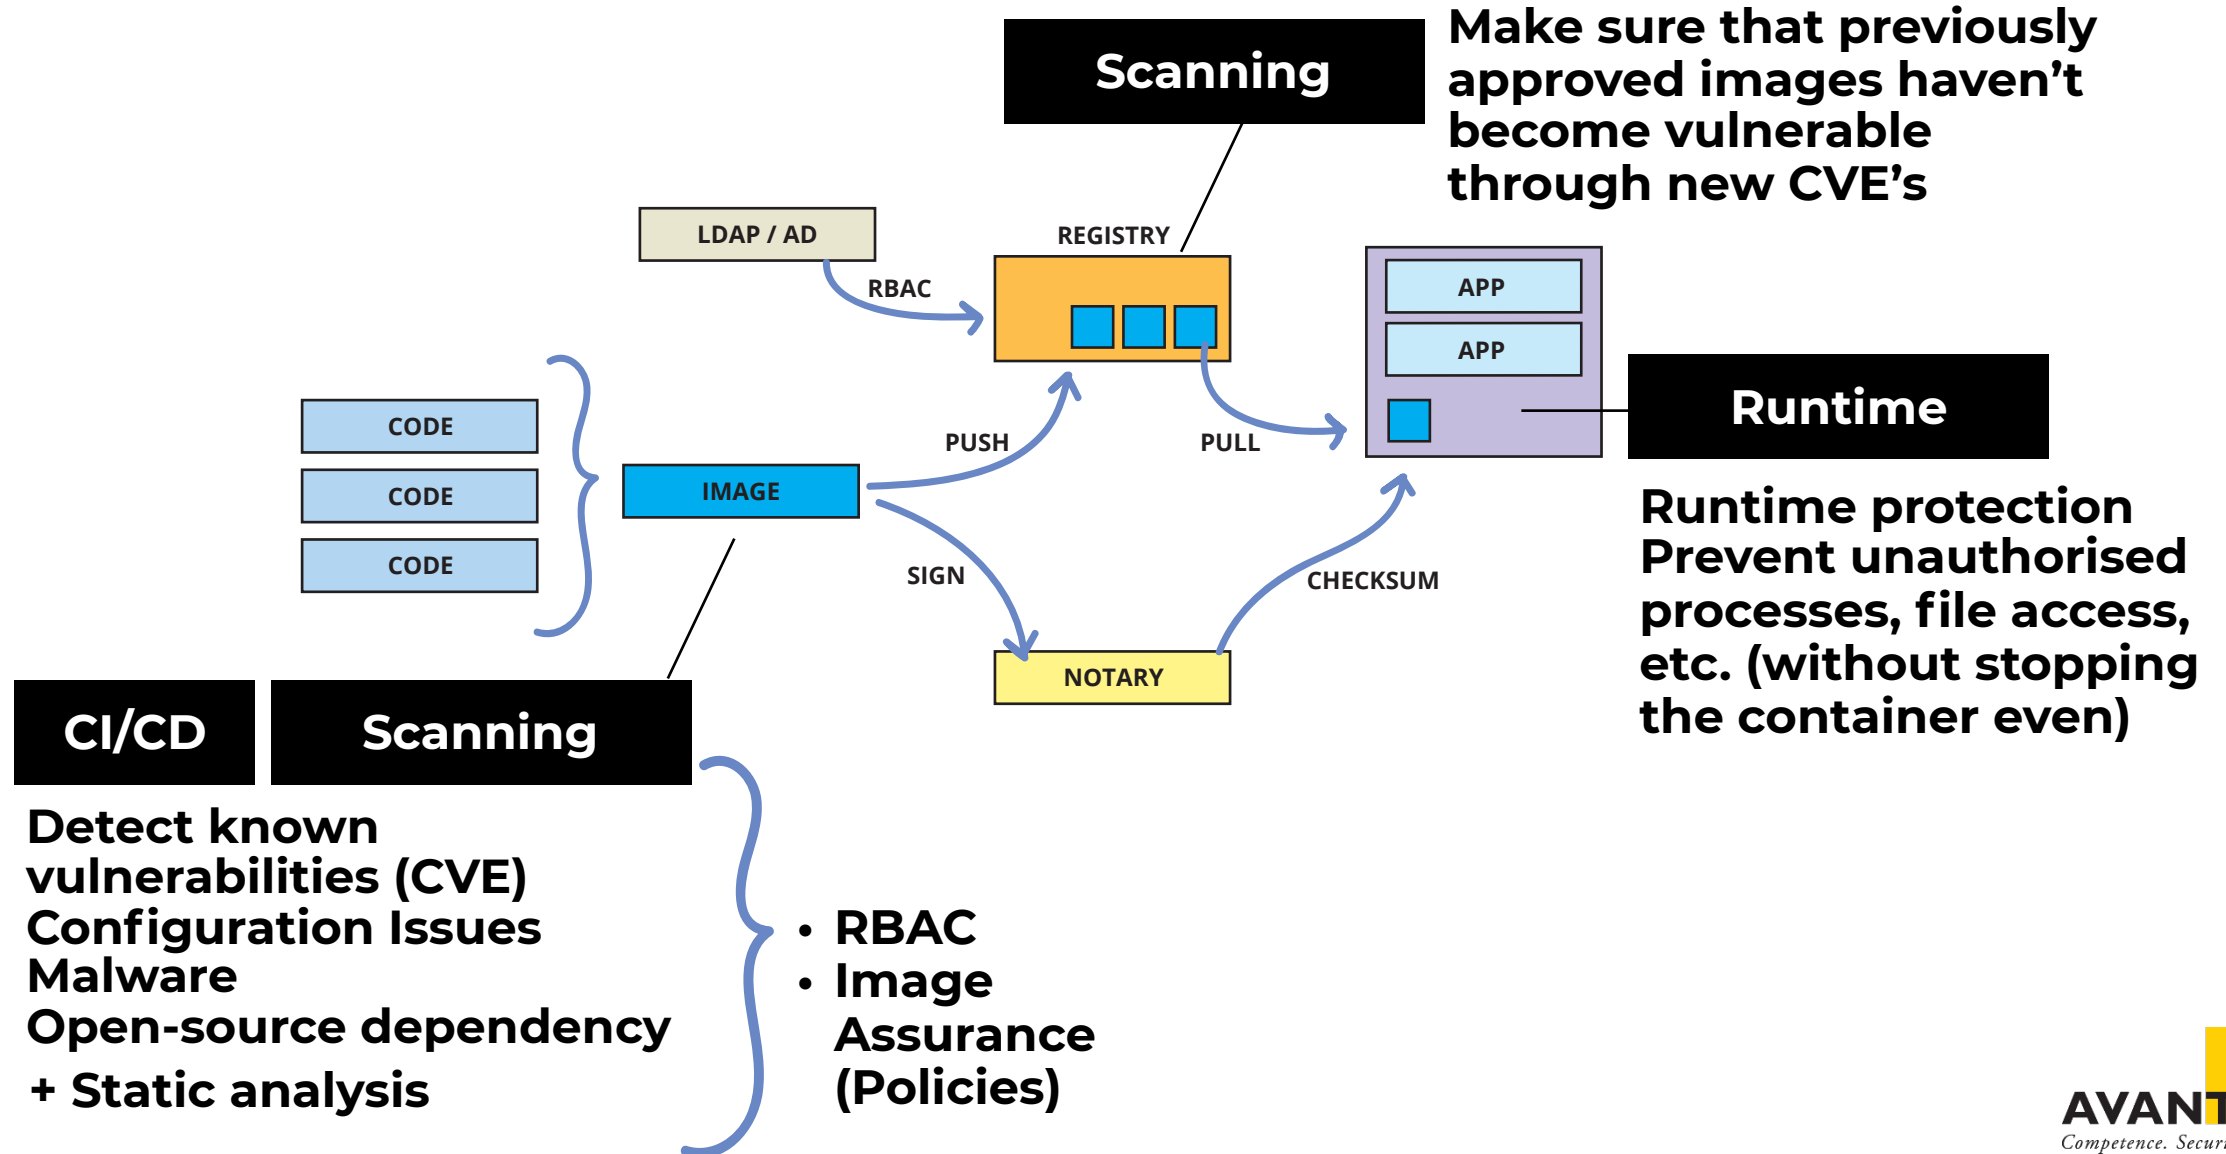 Scanning
Make sure that previously
approved images haven’t
become vulnerable
through new CVE’s
LDAP / AD
RBAC
REGISTRY
APP
APP
Runtime
CODE
CODE
CODE
IMAGE
PUSH
PULL
SIGN
CHECKSUM
NOTARY
Runtime protection
Prevent unauthorised
processes, file access,
etc. (without stopping
the container even)
CI/CD
Scanning
Detect known
vulnerabilities (CVE)
Configuration Issues
Malware
Open-source dependency
+ Static analysis
• RBAC
• Image
Assurance
(Policies)
AVANT
Competence. Securi